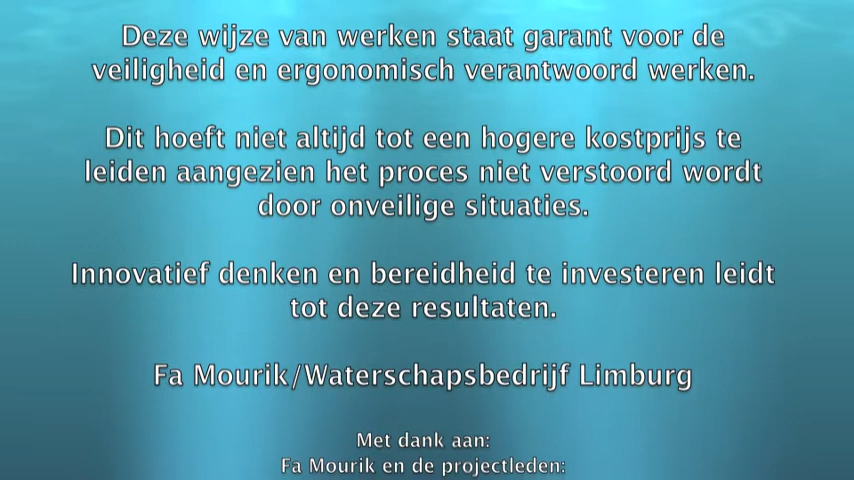 Deze wijze van werken staat garant voor de
veiligheid en ergonomisch verantwoord werken.
Dit hoeft niet altijd tot een hogere kostprijs te
leiden aangezien het proces niet verstoord wordt
door onveilige situaties.
Innovatief denken en bereidheid te investeren leidt
tot deze resultaten.
Fa Mourik/Waterschapsbedrijf Limburg
Met dank aan:
Fa Mourik en de projectleden: